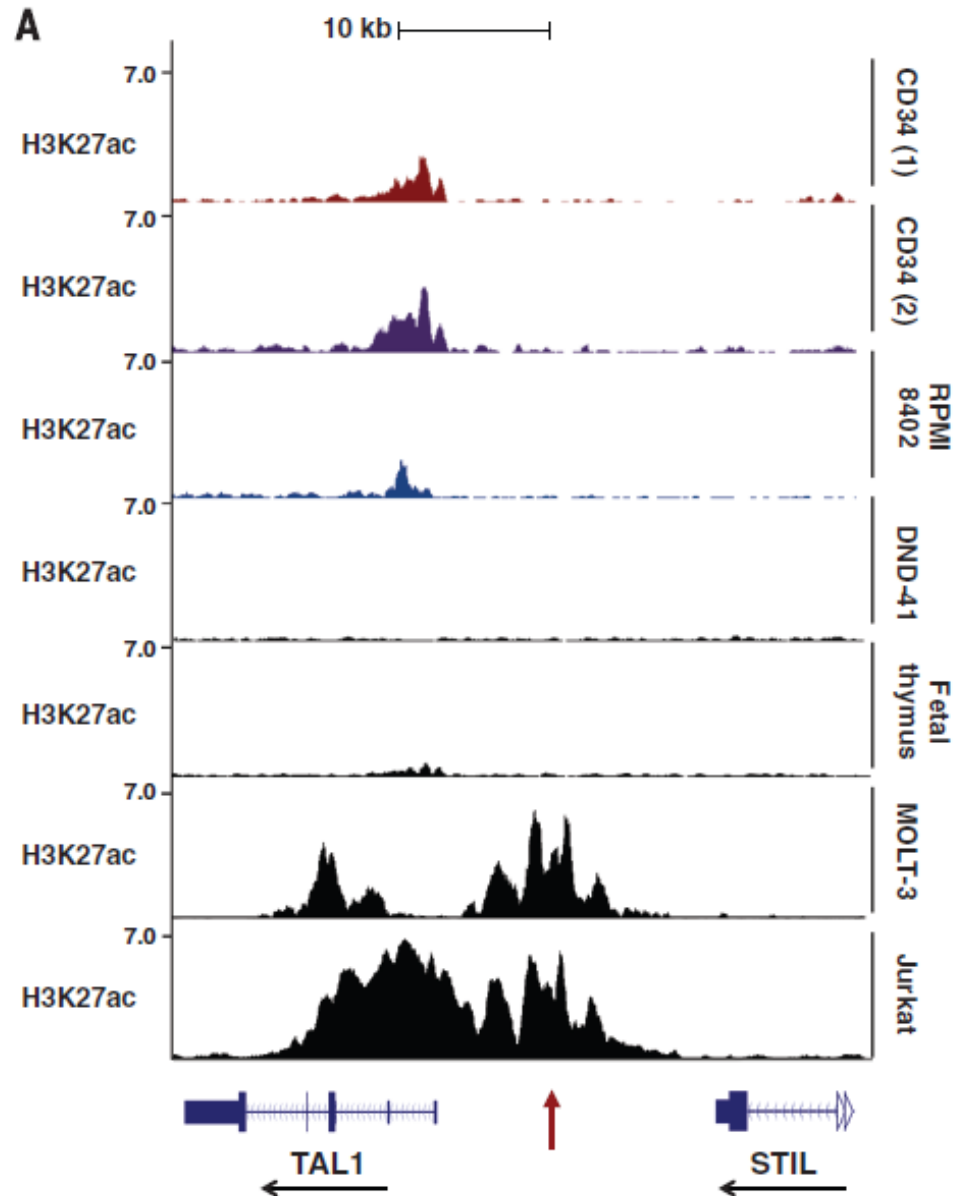 A
10 kb
7.0
H3K27ac
CD34 (1)
7.0
H3K27ac
CD34 (2)
7.0
H3K27ac
RPMI
8402
7.0
H3K27ac
DND-41
7.0
H3K27ac
Fetal
thymus
7.0
H3K27ac
MOLT-3
7.0
H3K27ac
Jurkat
TAL1
STIL